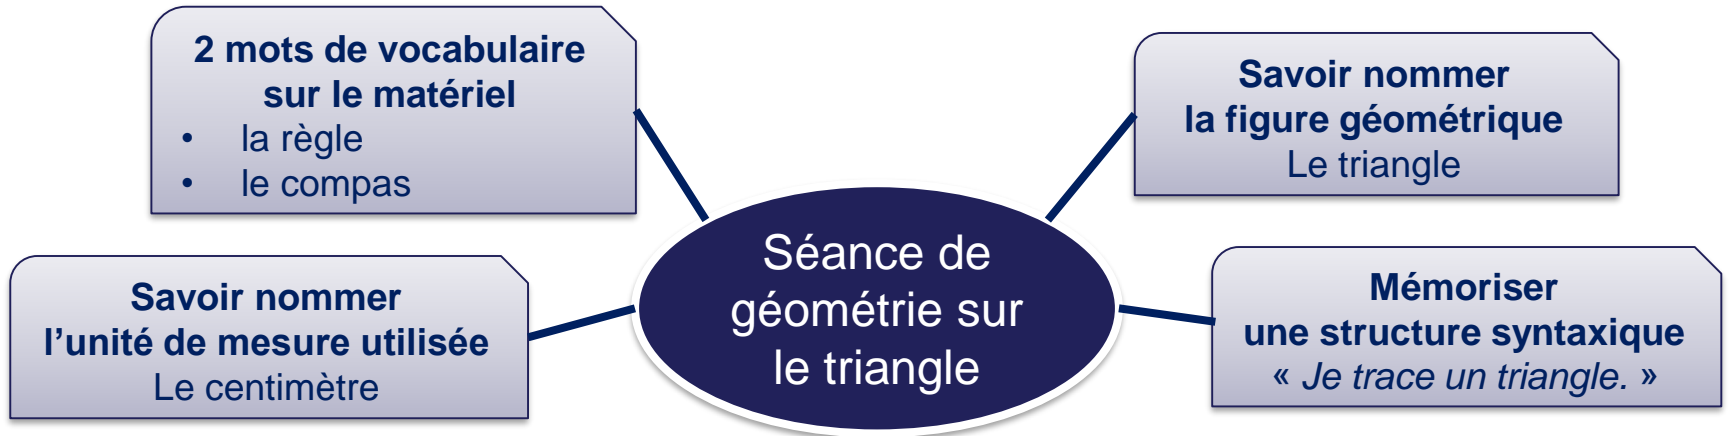 2 mots de vocabulaire
sur le matériel
• la règle
• le compas
Savoir nommer
la figure géométrique
Le triangle
Séance de
géométrie sur
le triangle
Savoir nommer
l’unité de mesure utilisée
Le centimètre
Mémoriser
une structure syntaxique
« Je trace un triangle. »